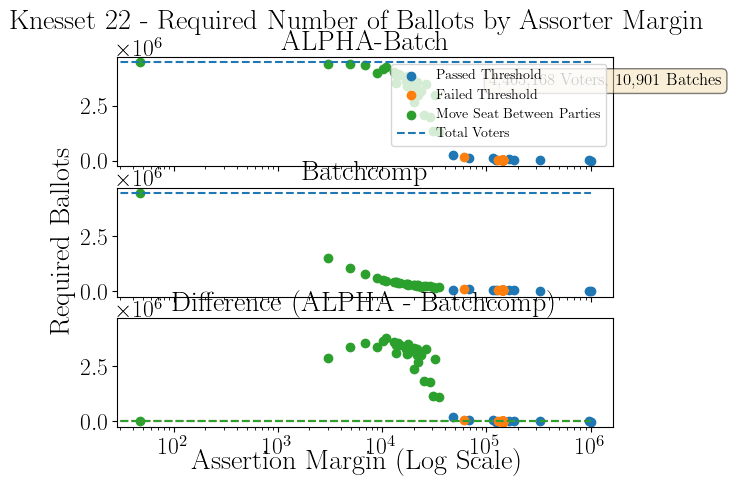 Knesset 22 - Required Number of Ballots by Assorter Margin
ALPHA-Batch
×10⁶
2.5
0.0
Passed Threshold
Failed Threshold
Move Seat Between Parties
Total Voters
Voters, 10,901 Batches
Batchcomp
×10⁶
2.5
0.0
Required Ballots
Difference (ALPHA - Batchcomp)
×10⁶
2.5
0.0
10² 10³ 10⁴ 10⁵ 10⁶
Assertion Margin (Log Scale)